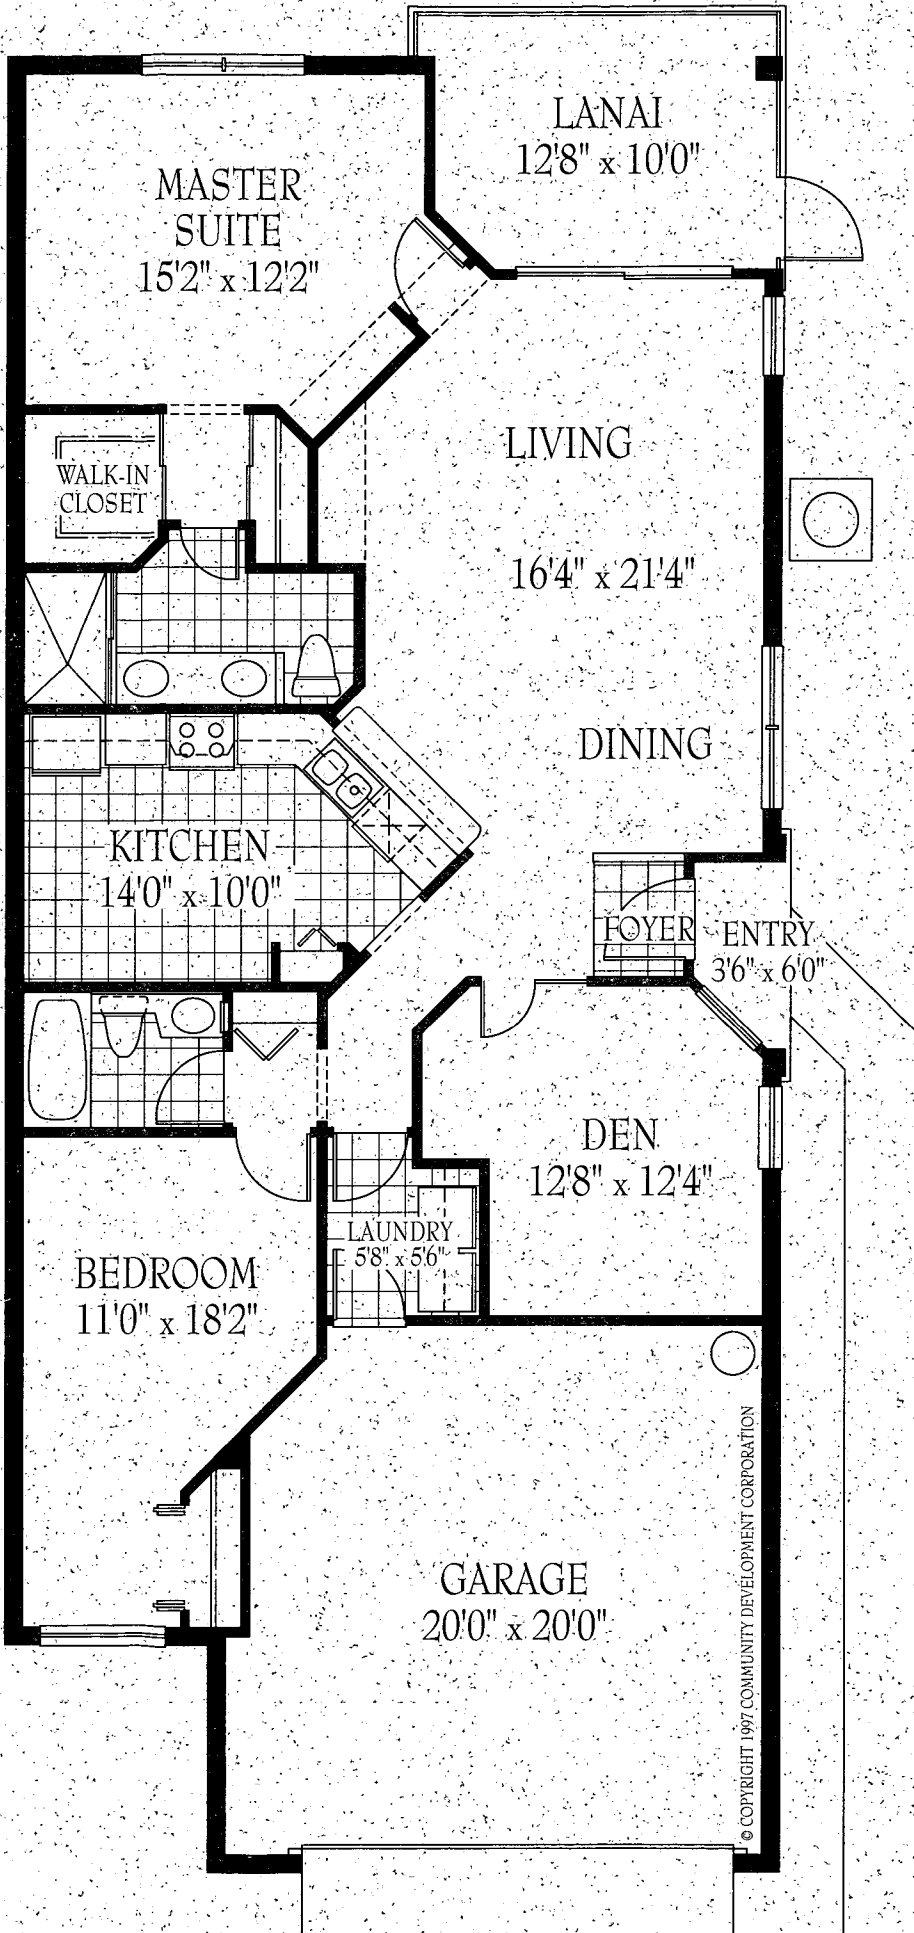 LANAI
12'8" x 10'0"
MASTER
SUITE
15'2" x 12'2"
LIVING
WALK-IN
CLOSET
16'4" x 21'4"
DINING
KITCHEN
14'0" x 10'0"
FOYER
ENTRY
3'6" x 6'0"
DEN
12'8" x 12'4"
LAUNDRY
5'8" x 5'6"
BEDROOM
11'0" x 18'2"
GARAGE
20'0" x 20'0"
© COPYRIGHT 1997 COMMUNITY DEVELOPMENT CORPORATION